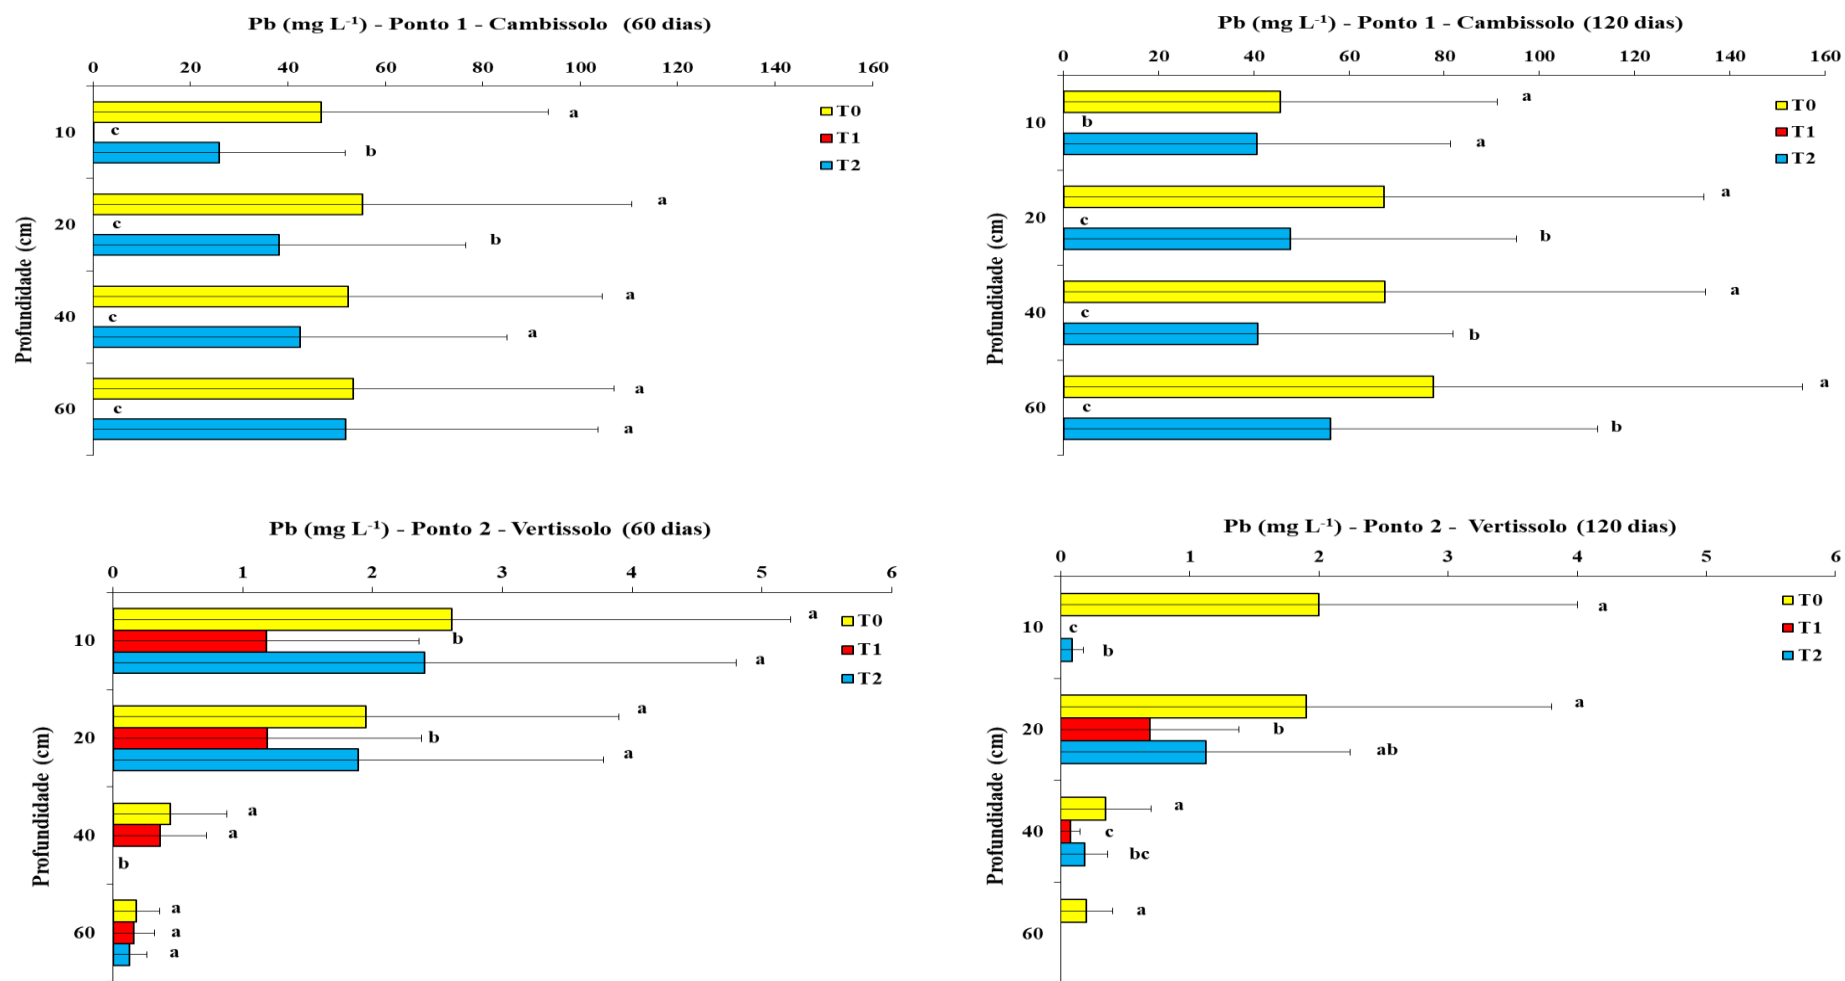 Pb (mg L-1) - Ponto 1 - Cambissolo (60 dias)
0 20 40 60 80 100 120 140 160
Profundidade (cm)
10
20
40
60
a
c
b
a
c
b
a
c
a
a
c
a
T0
T1
T2
Pb (mg L-1) - Ponto 1 - Cambissolo (120 dias)
0 20 40 60 80 100 120 140 160
Profundidade (cm)
10
20
40
60
a
b
a
a
c
b
a
c
b
a
c
b
T0
T1
T2
Pb (mg L-1) - Ponto 2 - Vertissolo (60 dias)
0 1 2 3 4 5 6
Profundidade (cm)
10
20
40
60
a
b
a
a
b
a
a
a
b
a
a
a
T0
T1
T2
Pb (mg L-1) - Ponto 2 - Vertissolo (120 dias)
0 1 2 3 4 5 6
Profundidade (cm)
10
20
40
60
a
c
b
a
b
ab
a
c
bc
a
T0
T1
T2